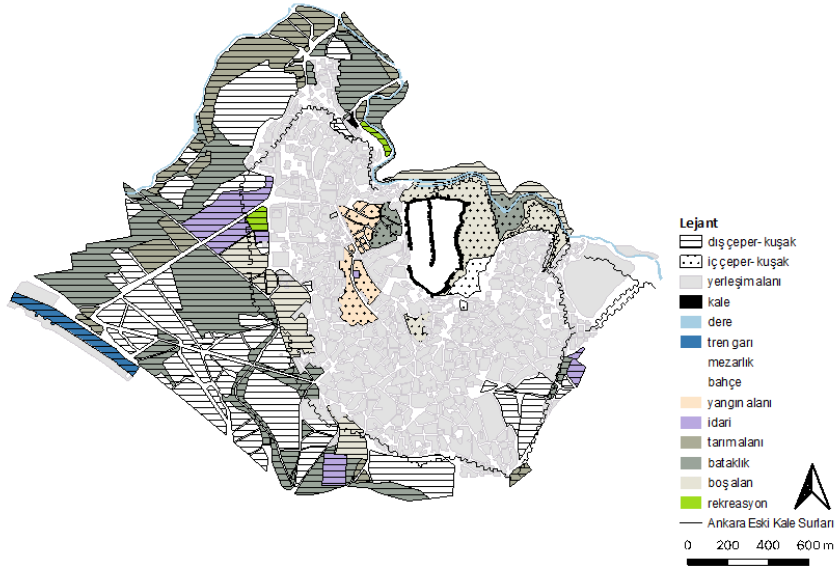 Lejant
dış çeper- kuşak
iç çeper- kuşak
yerleşim alanı
kale
dere
tren garı
mezarlık
bahçe
yangın alanı
idari
tarım alanı
bataklık
boş alan
rekreasyon
Ankara Eski Kale Surları
0 200 400 600 m